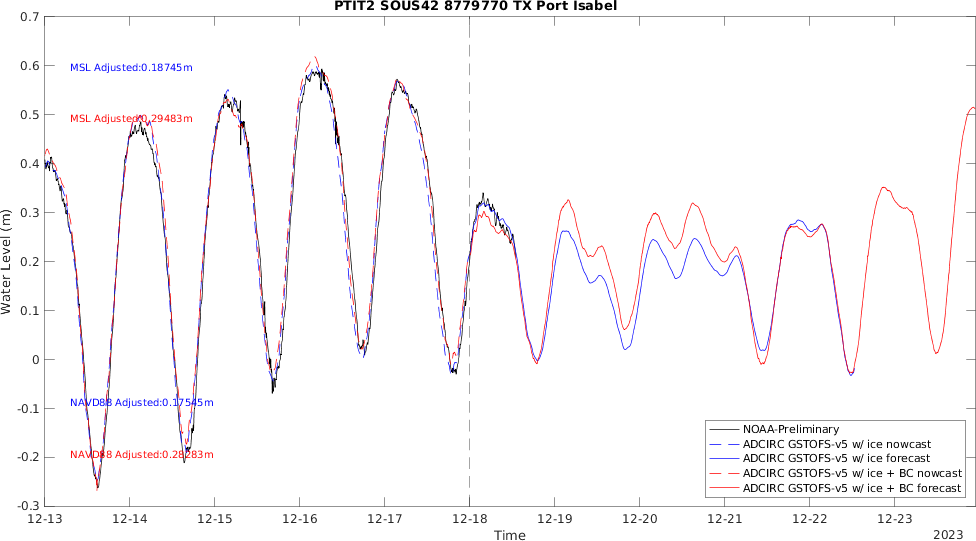 PTIT2 SOUS42 8779770 TX Port Isabel
0.7
0.6
0.5
0.4
0.3
0.2
0.1
0
-0.1
-0.2
-0.3
Water Level (m)
MSL Adjusted:0.18745m
MSL Adjusted:0.29483m
NAVD88 Adjusted:0.17545m
NAVD88 Adjusted:0.28283m
NOAA-Preliminary
ADCIRC GSTOFS-v5 w/ ice nowcast
ADCIRC GSTOFS-v5 w/ ice forecast
ADCIRC GSTOFS-v5 w/ ice + BC nowcast
ADCIRC GSTOFS-v5 w/ ice + BC forecast
12-13 12-14 12-15 12-16 12-17 12-18 12-19 12-20 12-21 12-22 12-23
Time
2023